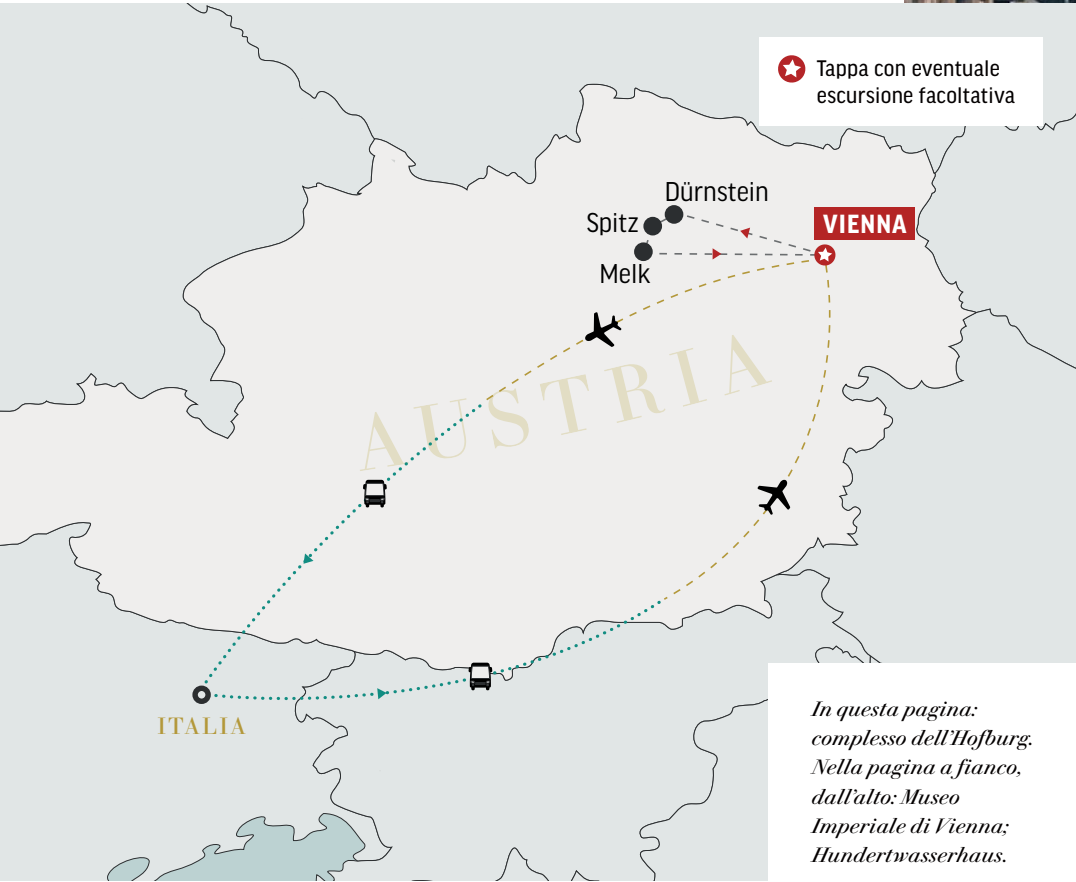 Tappa con eventuale
escursione facoltativa
Dürnstein
Spitz
VIENNA
Melk
AUSTRIA
ITALIA
In questa pagina:
complesso dell'Hofburg.
Nella pagina a fianco,
dall'alto: Museo
Imperiale di Vienna;
Hundertwasserhaus.